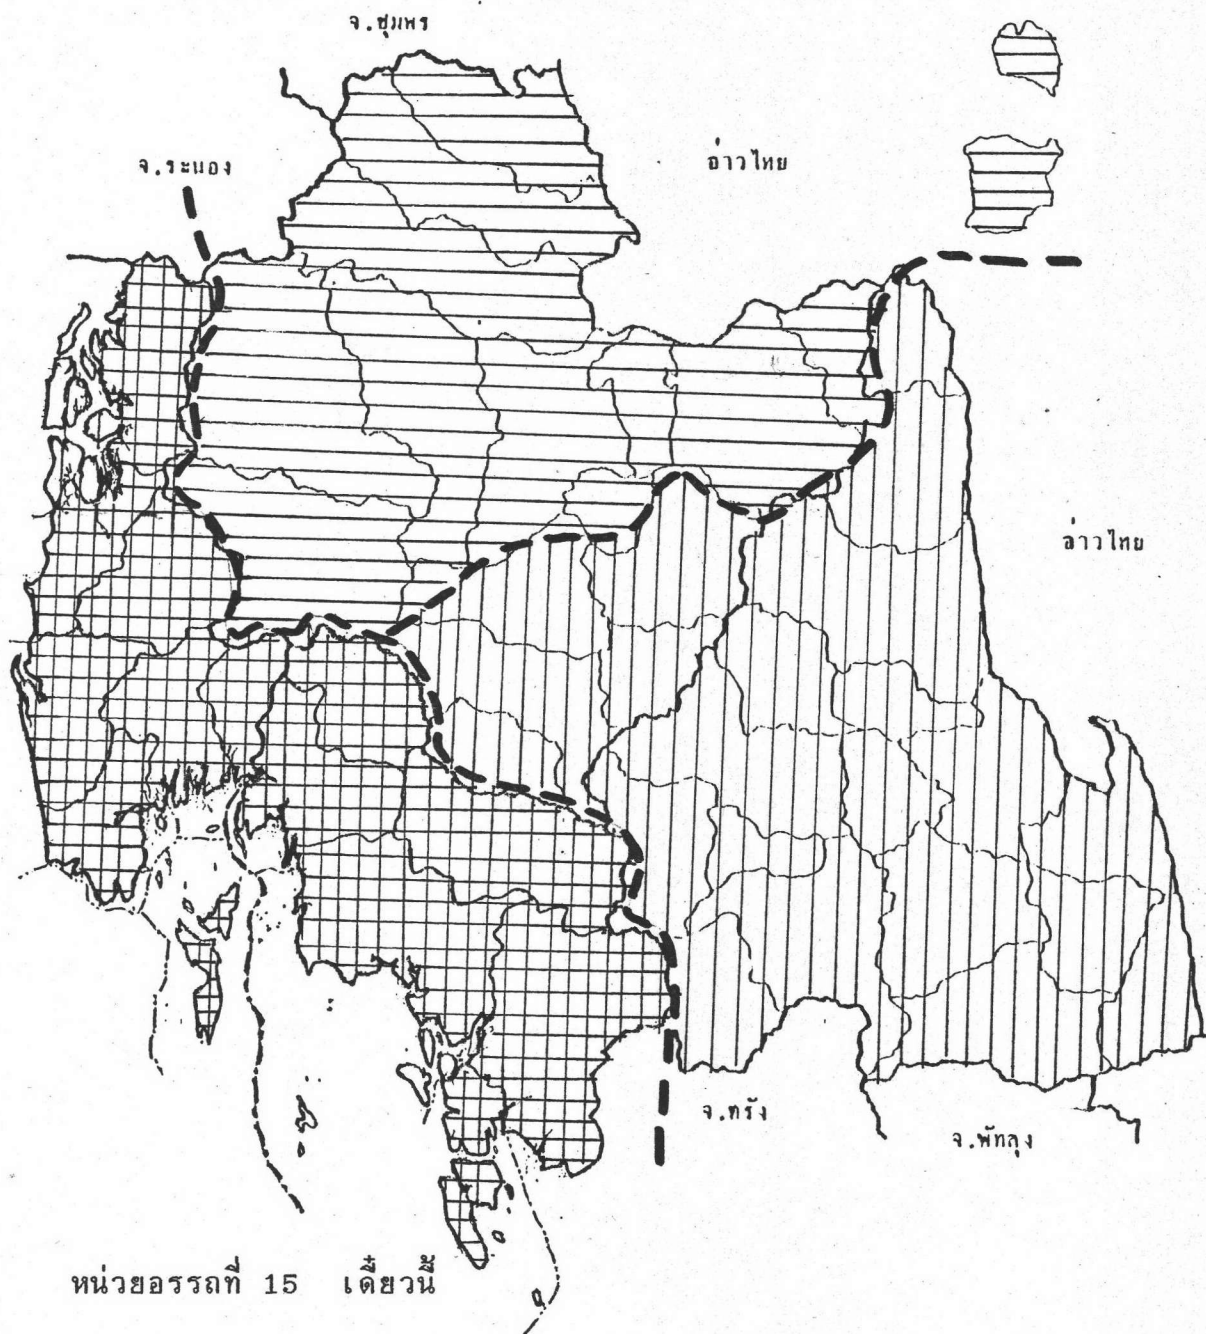 จ.ชุมพร
อ่าวไทย
จ.ระนอง
อ่าวไทย
จ.ตรัง
จ.พัทลุง
หน่วยอรรถที่ 15 เดี๋ยวนี้